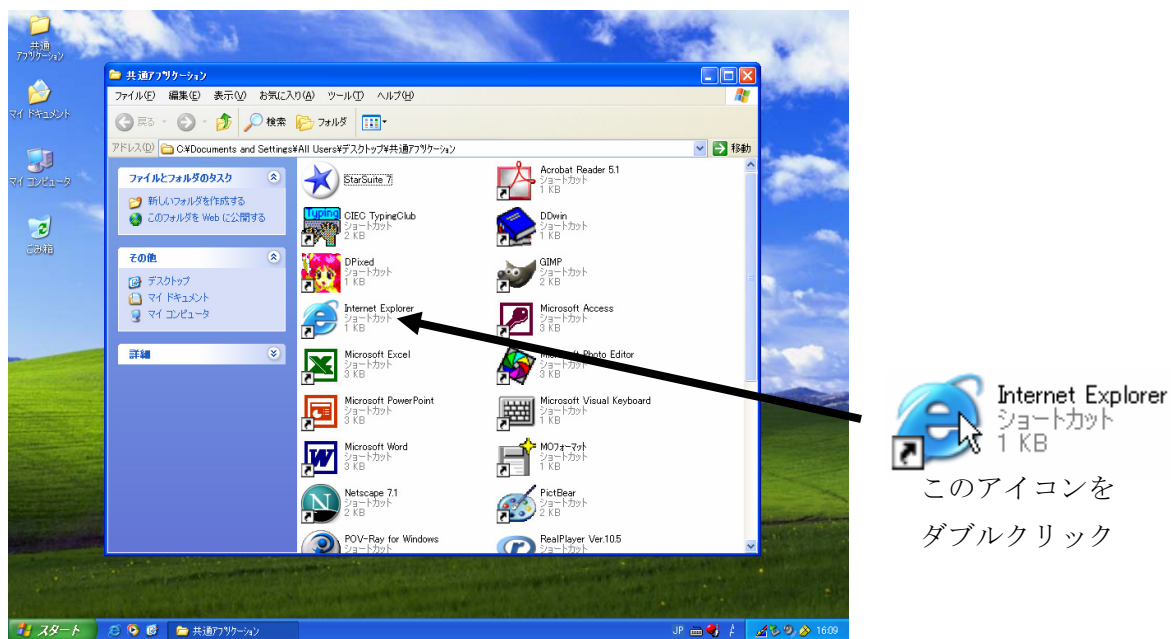 共通
アプリケーション
マイ ドキュメント
マイ コンピュータ
ごみ箱
共通アプリケーション
ファイル(F) 編集(E) 表示(V) お気に入り(A) ツール(T) ヘルプ(H)
戻る 検索 フォルダ
アドレス(D) C:¥Documents and Settings¥All Users¥デスクトップ¥共通アプリケーション 移動
ファイルとフォルダのタスク
新しいフォルダを作成する
このフォルダを Web に公開する
その他
デスクトップ
マイ ドキュメント
マイ コンピュータ
詳細
StarSuite 7
Acrobat Reader 5.1
ショートカット
1 KB
Typing
CIEC TypingClub
ショートカット
2 KB
DDwin
ショートカット
1 KB
DPixed
ショートカット
1 KB
GIMP
ショートカット
2 KB
Internet Explorer
ショートカット
1 KB
Microsoft Access
ショートカット
3 KB
Microsoft Excel
ショートカット
3 KB
Microsoft Photo Editor
ショートカット
3 KB
Microsoft PowerPoint
ショートカット
3 KB
Microsoft Visual Keyboard
ショートカット
1 KB
Microsoft Word
ショートカット
3 KB
MOフォーマット
ショートカット
1 KB
Netscape 7.1
ショートカット
2 KB
PictBear
ショートカット
2 KB
POV-Ray for Windows
ショートカット
RealPlayer Ver.10.5
ショートカット
Internet Explorer
ショートカット
1 KB
このアイコンを
ダブルクリック
スタート 共通アプリケーション JP 16:09